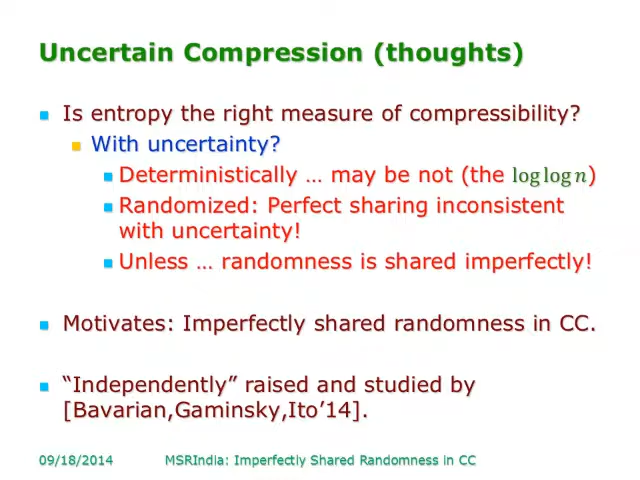 Uncertain Compression (thoughts)
Is entropy the right measure of compressibility?
With uncertainty?
Deterministically … may be not (the log log n)
Randomized: Perfect sharing inconsistent
with uncertainty!
Unless … randomness is shared imperfectly!
Motivates: Imperfectly shared randomness in CC.
“Independently” raised and studied by
[Bavarian,Gaminsky,Ito’14].
09/18/2014 MSRIndia: Imperfectly Shared Randomness in CC